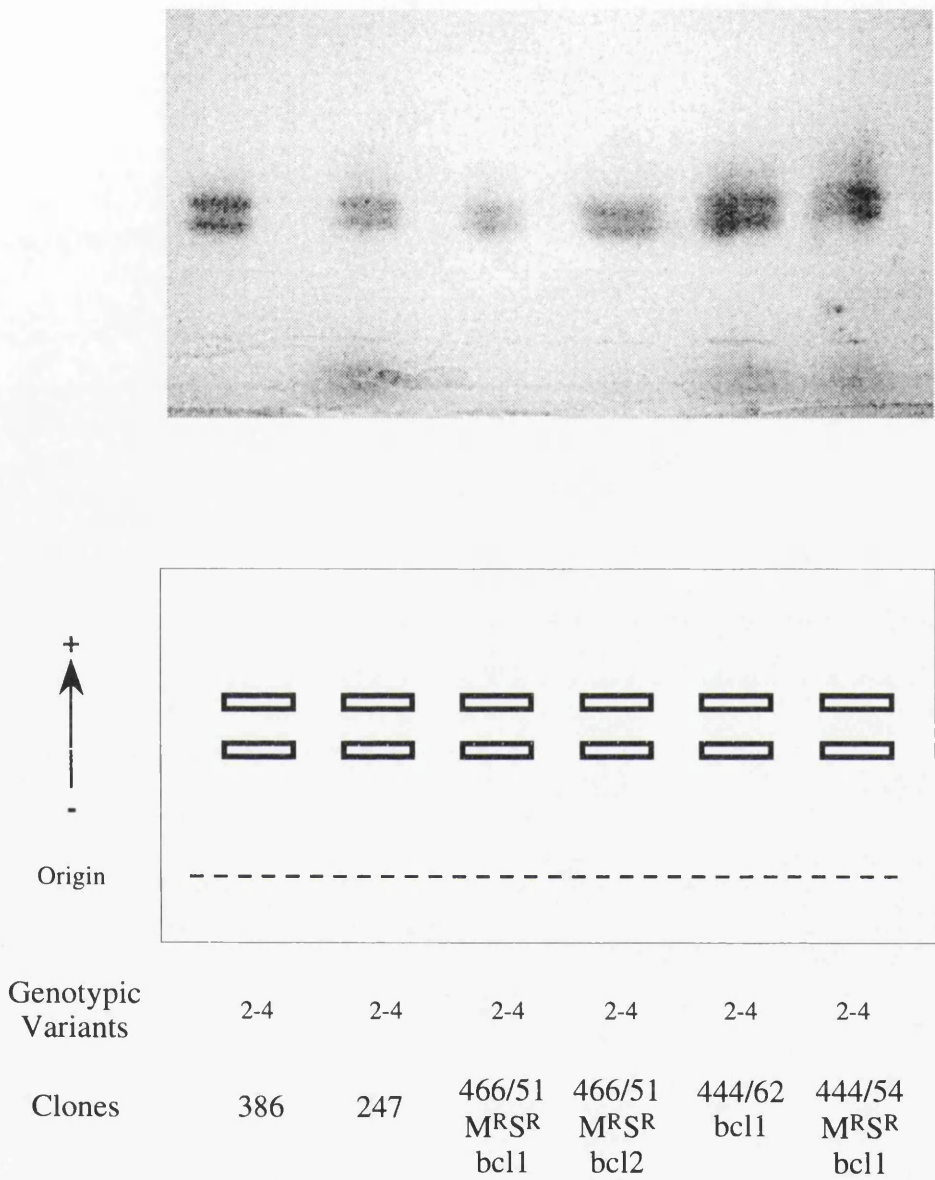 +
-
Origin
Genotypic
Variants
2-4 2-4 2-4 2-4 2-4 2-4
Clones 386 247 466/51 466/51 444/62 444/54
MᴿSᴿ MᴿSᴿ bcl1 MᴿSᴿ
bcl1 bcl2 bcl1